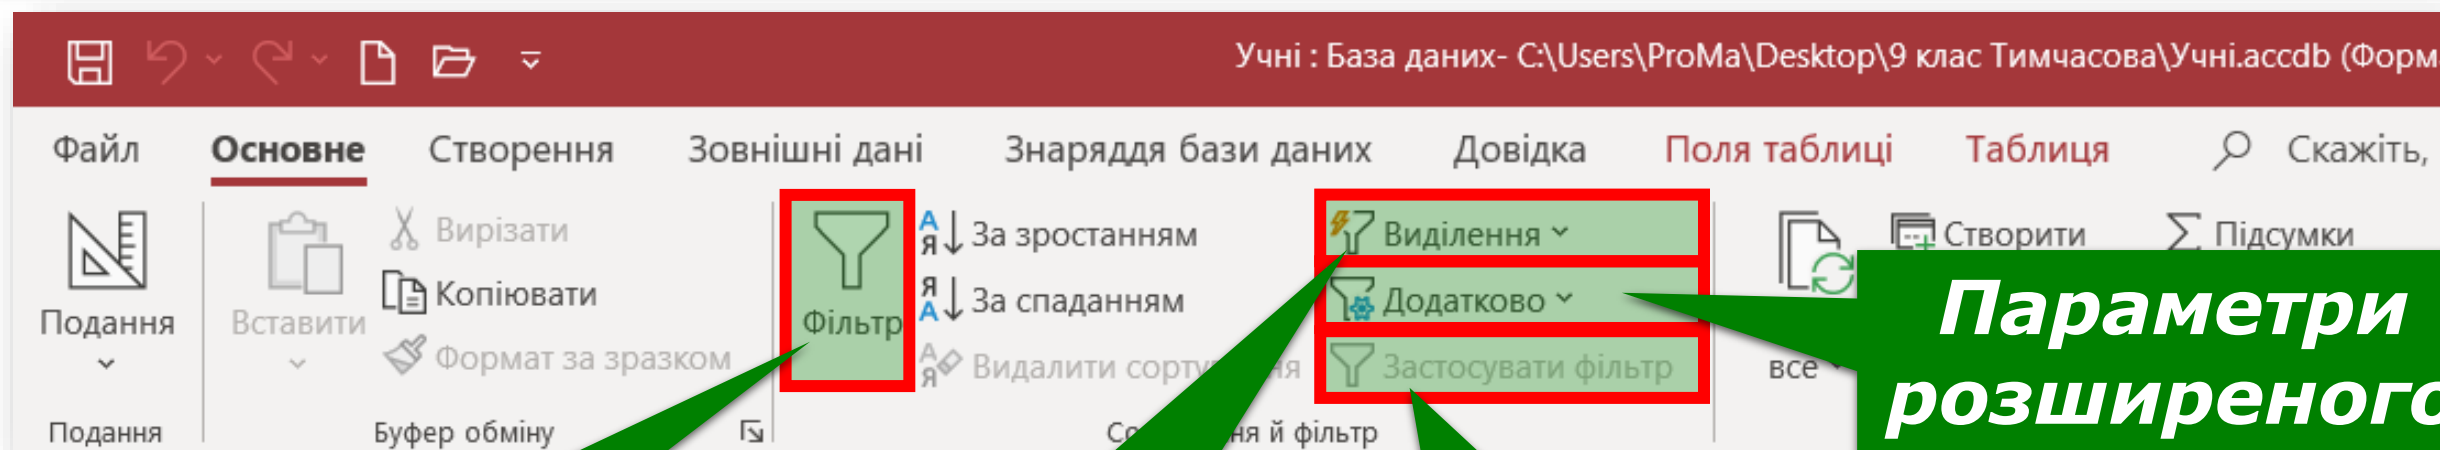 Учні : База даних- C:\Users\ProMa\Desktop\9 клас Тимчасова\Учні.accdb (Форм
Файл Основне Створення Зовнішні дані Знаряддя бази даних Довідка Поля таблиці Таблиця Скажіть,
Вирізати За зростанням Виділення Створити Підсумки
Копіювати За спаданням Додатково
Подання Вставити Фільтр
Формат за зразком Видалити Застосувати фільтр все
Параметри
розширеного
Подання Буфер обміну й фільтр